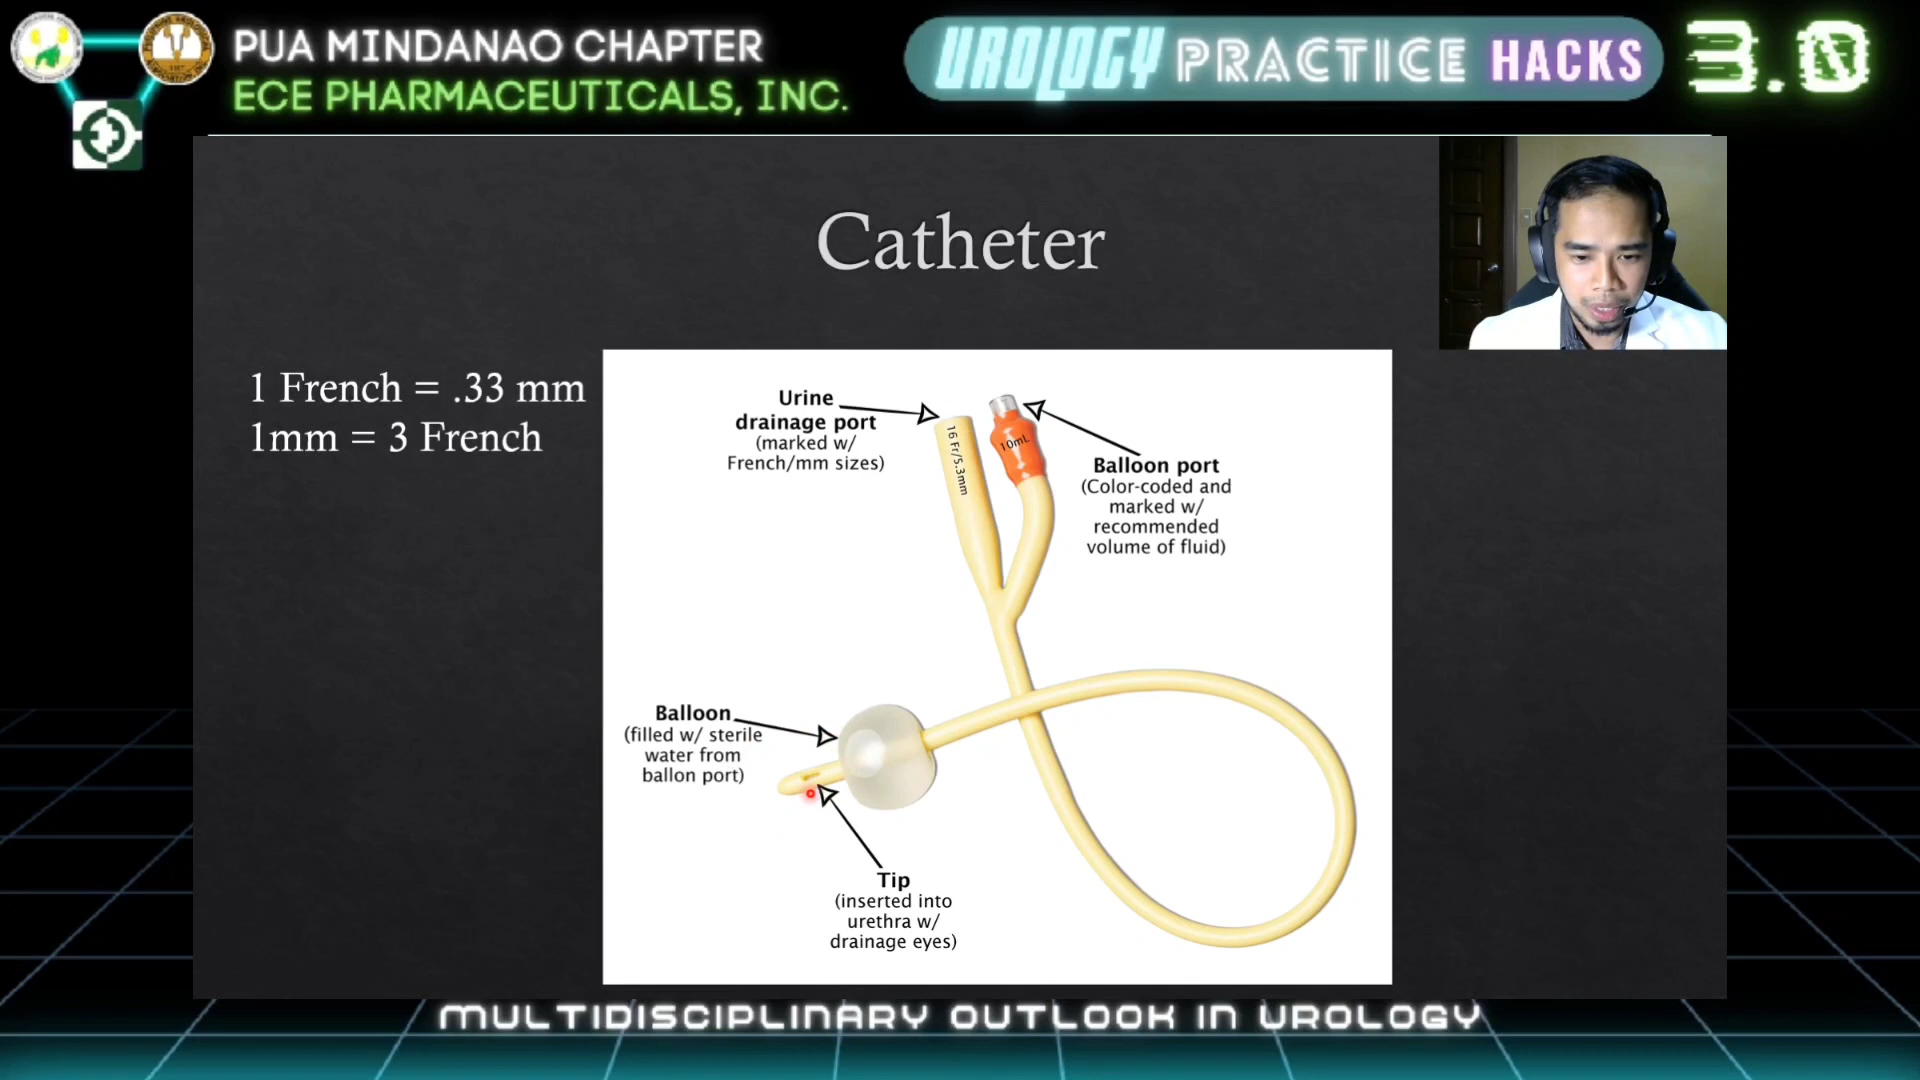 PUA MINDANAO CHAPTER
ECE PHARMACEUTICALS, INC.
UROLOGY PRACTICE HACKS 3.0
Catheter
1 French = .33 mm
1mm = 3 French
Urine
drainage port
(marked w/
French/mm sizes)
16 Fr/5.3mm
10mL
Balloon port
(Color-coded and
marked w/
recommended
volume of fluid)
Balloon
(filled w/ sterile
water from
ballon port)
Tip
(inserted into
urethra w/
drainage eyes)
MULTIDISCIPLINARY OUTLOOK IN UROLOGY